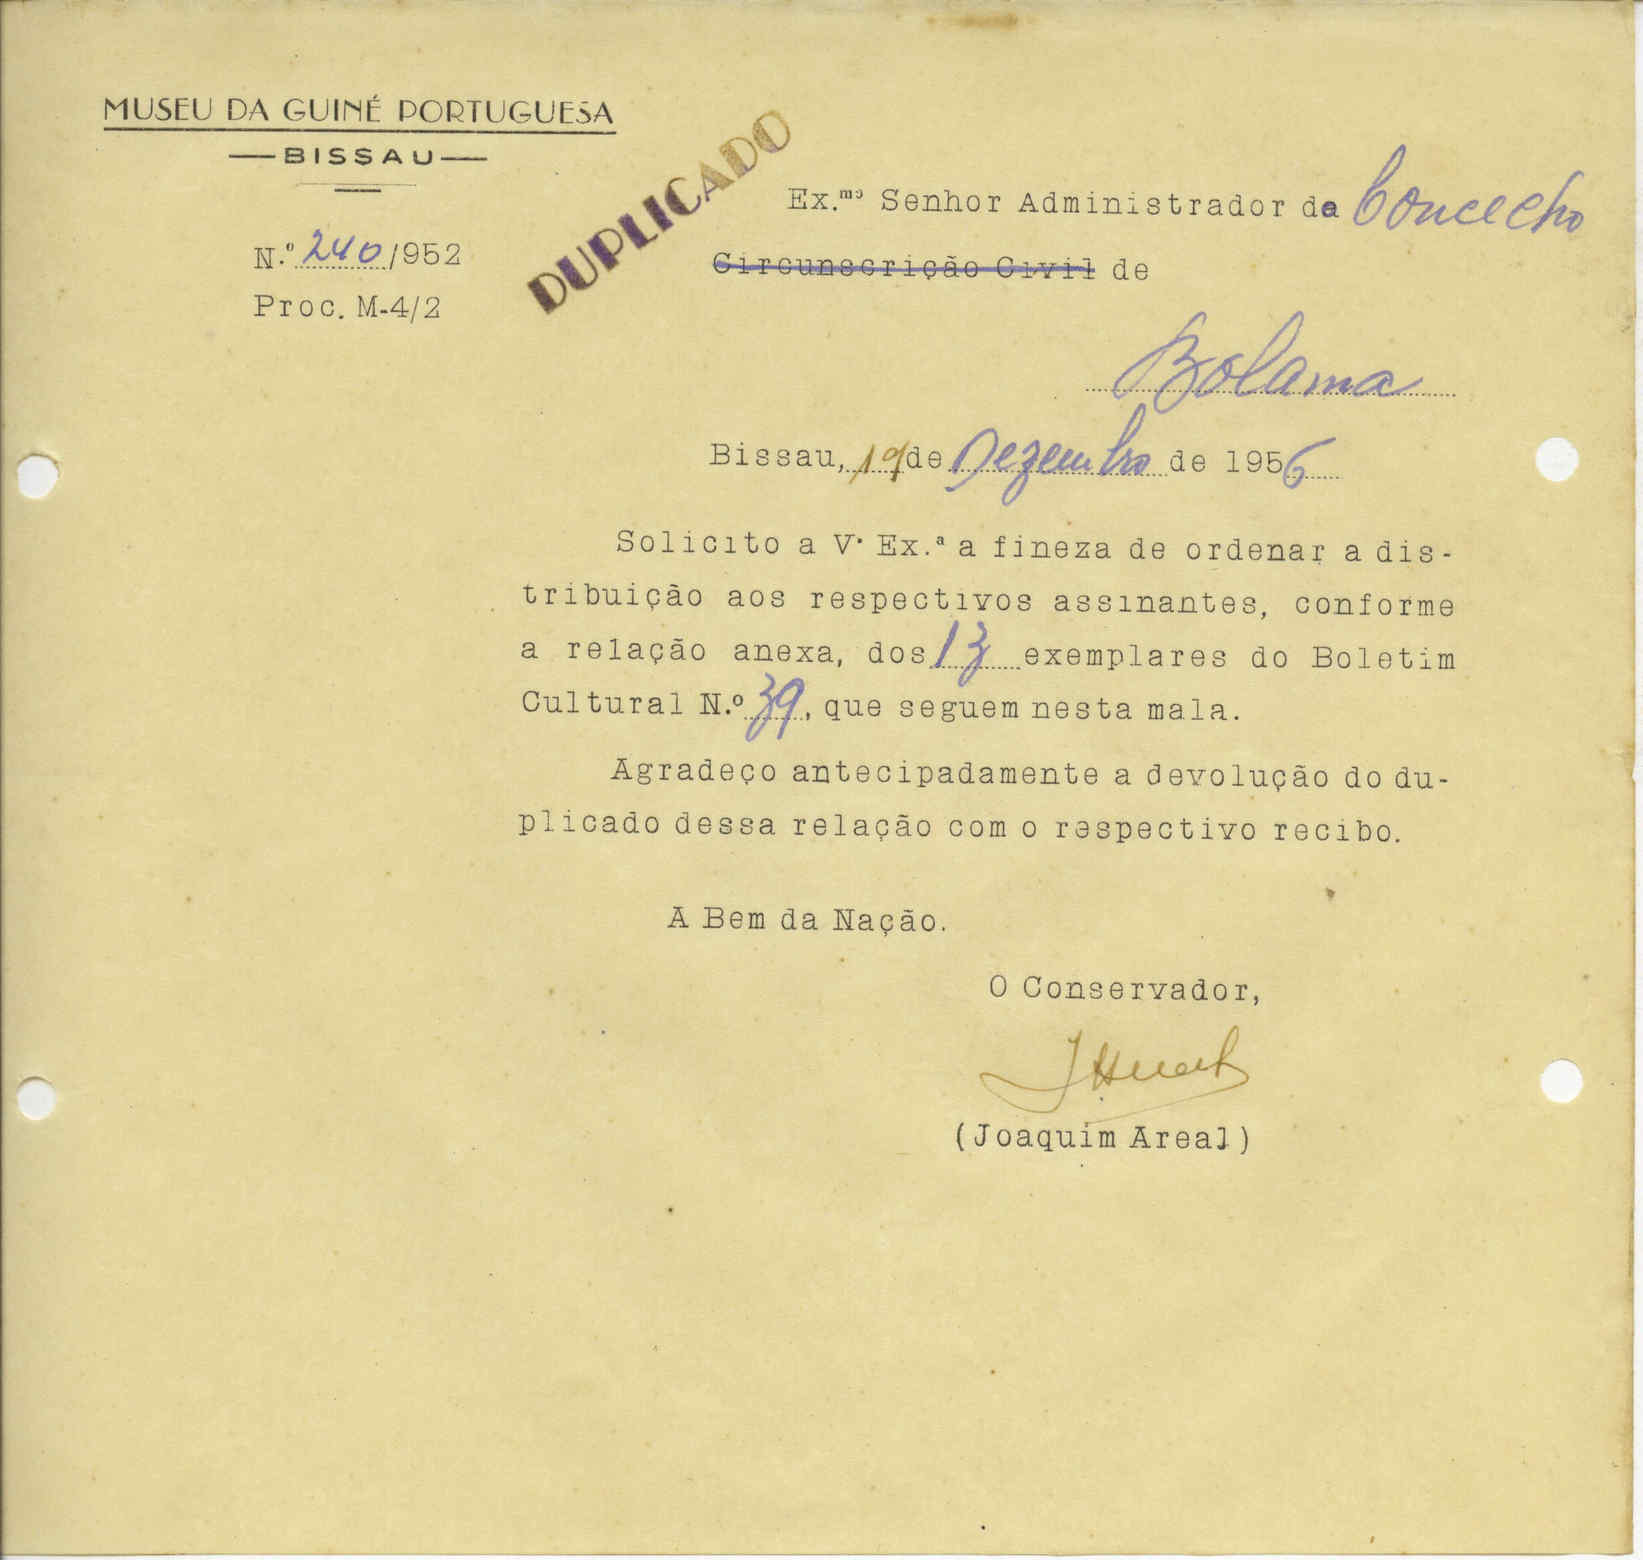 MUSEU DA GUINÉ PORTUGUESA
BISSAU
DUPLICADO
N.º 240/952
Proc. M-4/2
Ex.mo Senhor Administrador de Concelho
Circunscrição Civil de
Bolama
Bissau, 19 de Dezembro de 1956
Solicito a V. Ex.ª a fineza de ordenar a dis-
tribuição aos respectivos assinantes, conforme
a relação anexa, dos 13 exemplares do Boletim
Cultural N.º 39, que seguem nesta mala.
Agradeço antecipadamente a devolução do du-
plicado dessa relação com o respectivo recibo.
A Bem da Nação.
O Conservador,
(Joaquim Areal)